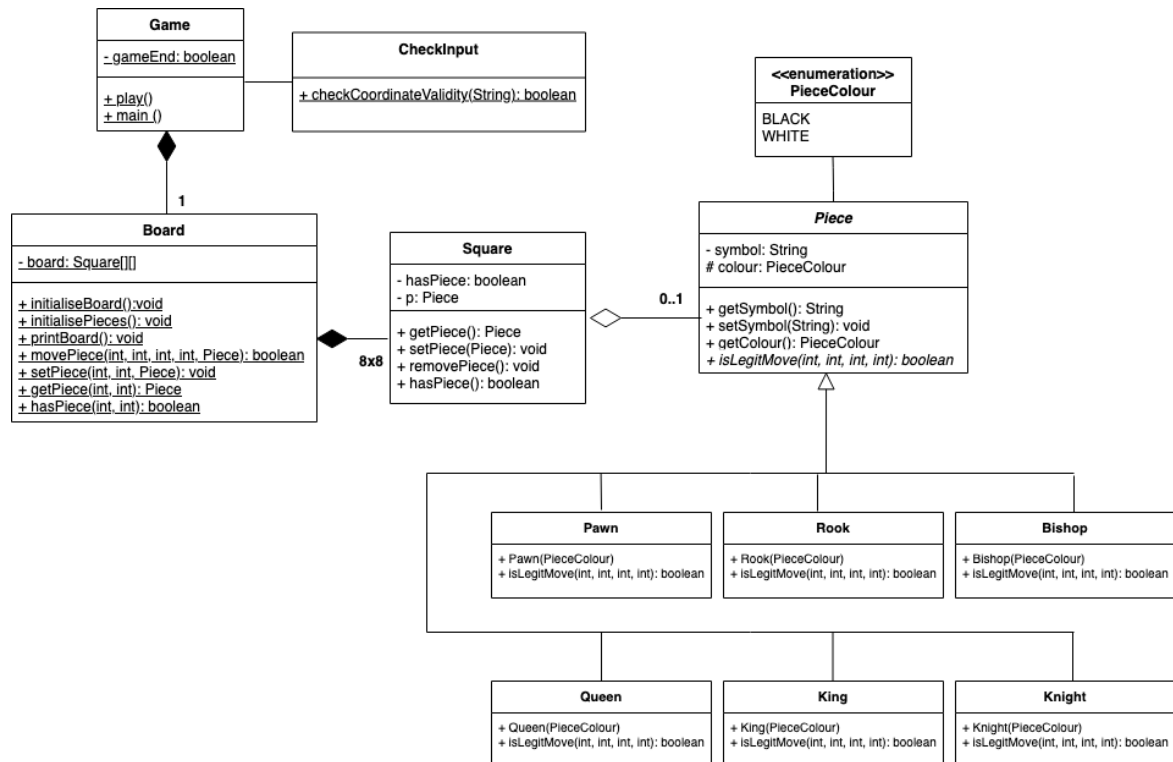 Game
- gameEnd: boolean
+ play()
+ main ()
CheckInput
+ checkCoordinateValidity(String): boolean
<<enumeration>>
PieceColour
BLACK
WHITE
1
Board
- board: Square[][]
+ initialiseBoard():void
+ initialisePieces(): void
+ printBoard(): void
+ movePiece(int, int, int, int, Piece): boolean
+ setPiece(int, int, Piece): void
+ getPiece(int, int): Piece
+ hasPiece(int, int): boolean
8x8
Square
- hasPiece: boolean
- p: Piece
+ getPiece(): Piece
+ setPiece(Piece): void
+ removePiece(): void
+ hasPiece(): boolean
0..1
Piece
- symbol: String
# colour: PieceColour
+ getSymbol(): String
+ setSymbol(String): void
+ getColour(): PieceColour
+ isLegitMove(int, int, int, int): boolean
Pawn
+ Pawn(PieceColour)
+ isLegitMove(int, int, int, int): boolean
Rook
+ Rook(PieceColour)
+ isLegitMove(int, int, int, int): boolean
Bishop
+ Bishop(PieceColour)
+ isLegitMove(int, int, int, int): boolean
Queen
+ Queen(PieceColour)
+ isLegitMove(int, int, int, int): boolean
King
+ King(PieceColour)
+ isLegitMove(int, int, int, int): boolean
Knight
+ Knight(PieceColour)
+ isLegitMove(int, int, int, int): boolean